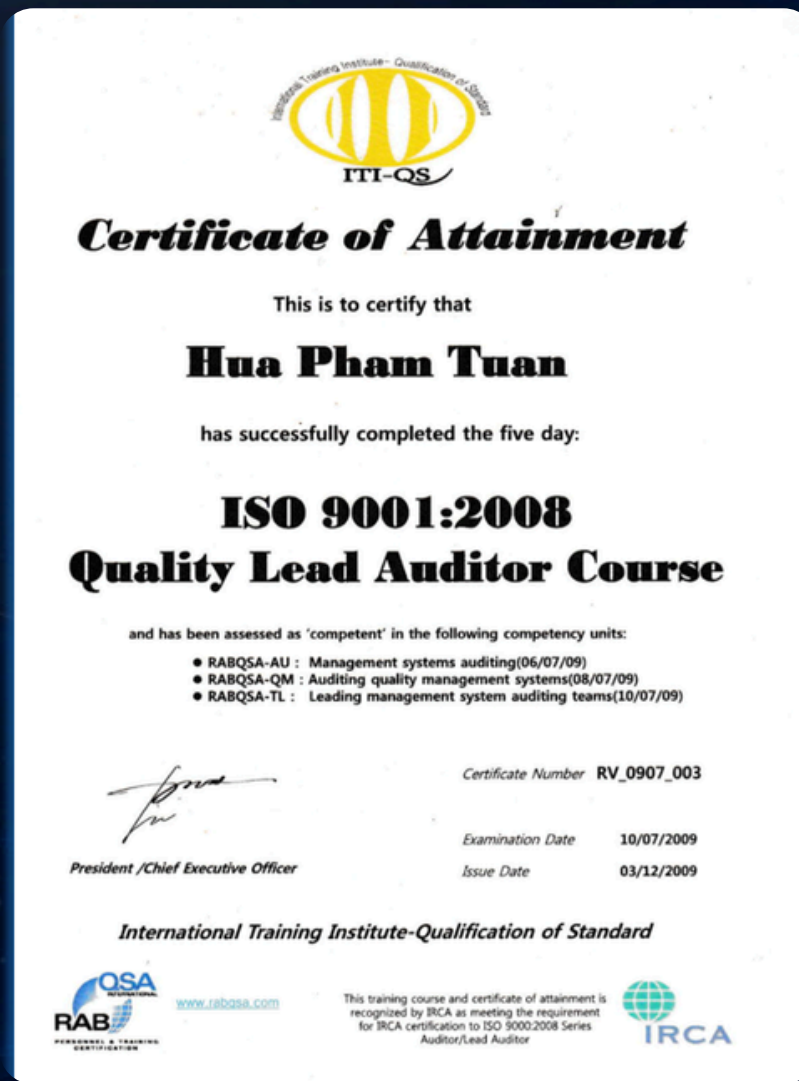 International Training Institute- Qualification of Standard
ITI-QS
Certificate of Attainment
This is to certify that
Hua Pham Tuan
has successfully completed the five day:
ISO 9001:2008
Quality Lead Auditor Course
and has been assessed as 'competent' in the following competency units:
● RABQSA-AU : Management systems auditing(06/07/09)
● RABQSA-QM : Auditing quality management systems(08/07/09)
● RABQSA-TL : Leading management system auditing teams(10/07/09)
Certificate Number RV_0907_003
Examination Date 10/07/2009
President /Chief Executive Officer
Issue Date 03/12/2009
International Training Institute-Qualification of Standard
QSA
INTERNATIONAL
RAB
PERSONNEL & TRAINING
CERTIFICATION
www.rabqsa.com
This training course and certificate of attainment is
recognized by IRCA as meeting the requirement
for IRCA certification to ISO 9000:2008 Series
Auditor/Lead Auditor
IRCA